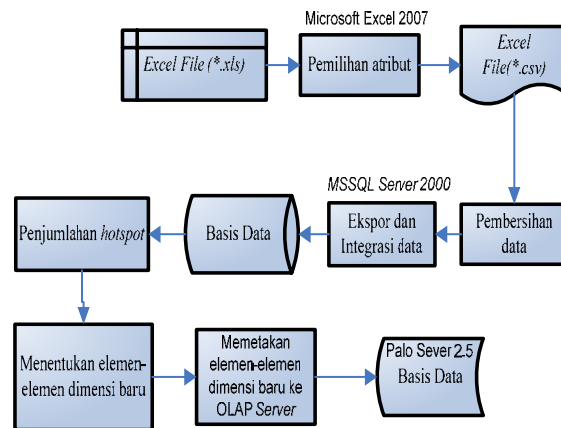 Microsoft Excel 2007
Excel File (*.xls)
Pemilihan atribut
Excel
File(*.csv)
MSSQL Server 2000
Penjumlahan hotspot
Basis Data
Ekspor dan
Integrasi data
Pembersihan
data
Menentukan elemen-
elemen dimensi baru
Memetakan
elemen-elemen
dimensi baru ke
OLAP Server
Palo Sever 2.5
Basis Data